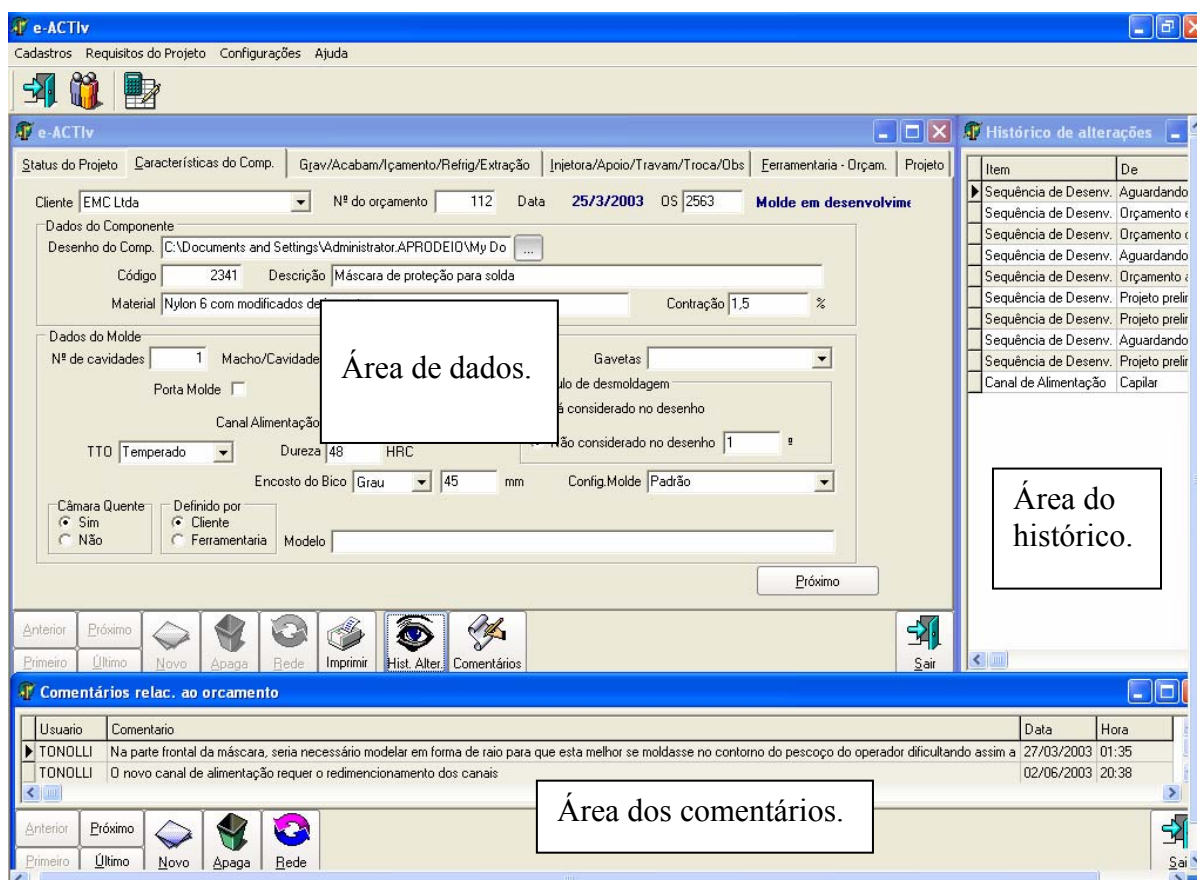 e-ACTIv
Cadastros Requisitos do Projeto Configurações Ajuda
e-ACTIv
Status do Projeto Características do Comp. Grav/Acabam/Içamento/Refrig/Extração Injetora/Apoio/Travam/Troca/Obs Ferramentaria - Orçam. Projeto
Cliente EMC Ltda Nº do orçamento 112 Data 25/3/2003 OS 2563 Molde em desenvolvime
Dados do Componente
Desenho do Comp. C:\Documents and Settings\Administrator.APRODEIO\My Do ...
Código 2341 Descrição Máscara de proteção para solda
Material Nylon 6 com modificados de Contração 1,5 %
Dados do Molde
Nº de cavidades 1 Macho/Cavidade Gavetas
Área de dados.
Porta Molde ulo de desmoldagem
á considerado no desenho
Canal Alimentação
Não considerado no desenho 1 º
TTO Temperado Dureza 48 HRC
Encosto do Bico Grau 45 mm Config.Molde Padrão
Câmara Quente Definido por
Sim Cliente
Não Ferramentaria Modelo
Próximo
Anterior Próximo
Primeiro Último Novo Apaga Rede Imprimir Hist. Alter. Comentários Sair
Histórico de alterações
Item De
Sequência de Desenv. Aguardando
Sequência de Desenv. Orçamento e
Sequência de Desenv. Orçamento c
Sequência de Desenv. Aguardando
Sequência de Desenv. Orçamento a
Sequência de Desenv. Projeto prelir
Sequência de Desenv. Projeto prelir
Sequência de Desenv. Aguardando
Sequência de Desenv. Projeto prelir
Canal de Alimentação Capilar
Área do
histórico.
Comentários relac. ao orcamento
Usuario Comentario Data Hora
TONOLLI Na parte frontal da máscara, seria necessário modelar em forma de raio para que esta melhor se moldasse no contorno do pescoço do operador dificultando assim a 27/03/2003 01:35
TONOLLI O novo canal de alimentação requer o redimencionamento dos canais 02/06/2003 20:38
Área dos comentários.
Anterior Próximo
Primeiro Último Novo Apaga Rede Sai